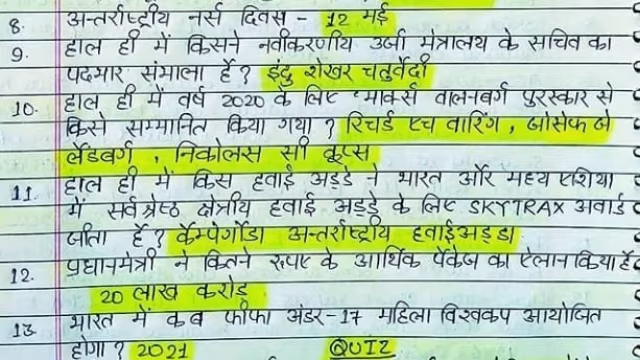 8. अन्तर्राष्ट्रीय नर्स दिवस - 12 मई
9. हाल ही में किसने नवीकरणीय उर्जा मंत्रालय के सचिव का
पदभार संभाला है? इंदु शेखर चतुर्वेदी
10. हाल ही में वर्ष 2020 के लिए मार्क्स वालनबर्ग पुरस्कार से
किसे सम्मानित किया गया? रिचर्ड एच वारिंग, जोसेफ जे
लैंडबर्ग, निकोलस सी कूप्स
11. हाल ही में किस हवाई अड्डे ने भारत और मध्य एशिया
में सर्वश्रेष्ठ क्षेत्रीय हवाई अड्डे के लिए SKYTRAX अवार्ड
जीता है? कैम्पेगौडा अन्तर्राष्ट्रीय हवाईअड्डा
12. प्रधानमंत्री ने कितने रुपए के आर्थिक पैकेज का ऐलान किया है
20 लाख करोड़
13. भारत में कब फीफा अंडर-17 महिला विश्वकप आयोजित
होगा? 2021 QUIZ